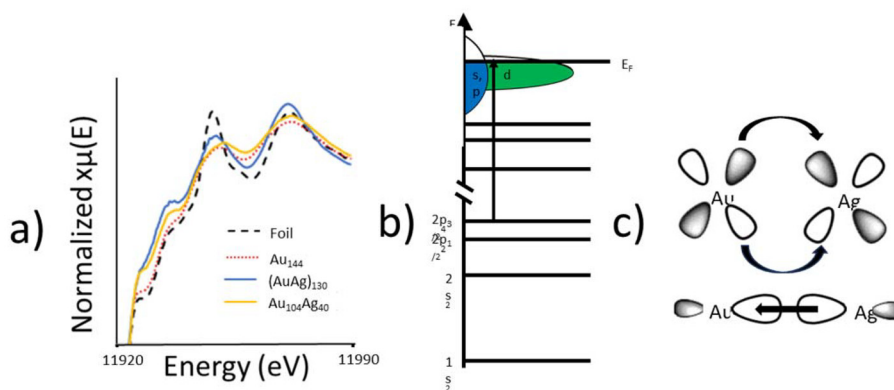 a)
Normalized xμ(E)
Foil
Au144
(AuAg)130
Au104Ag40
11920
11990
Energy (eV)
b)
E
EF
s,
p
d
2p3
2p1
/2
2
s
1
s
c)
Au
Ag
Au
Ag